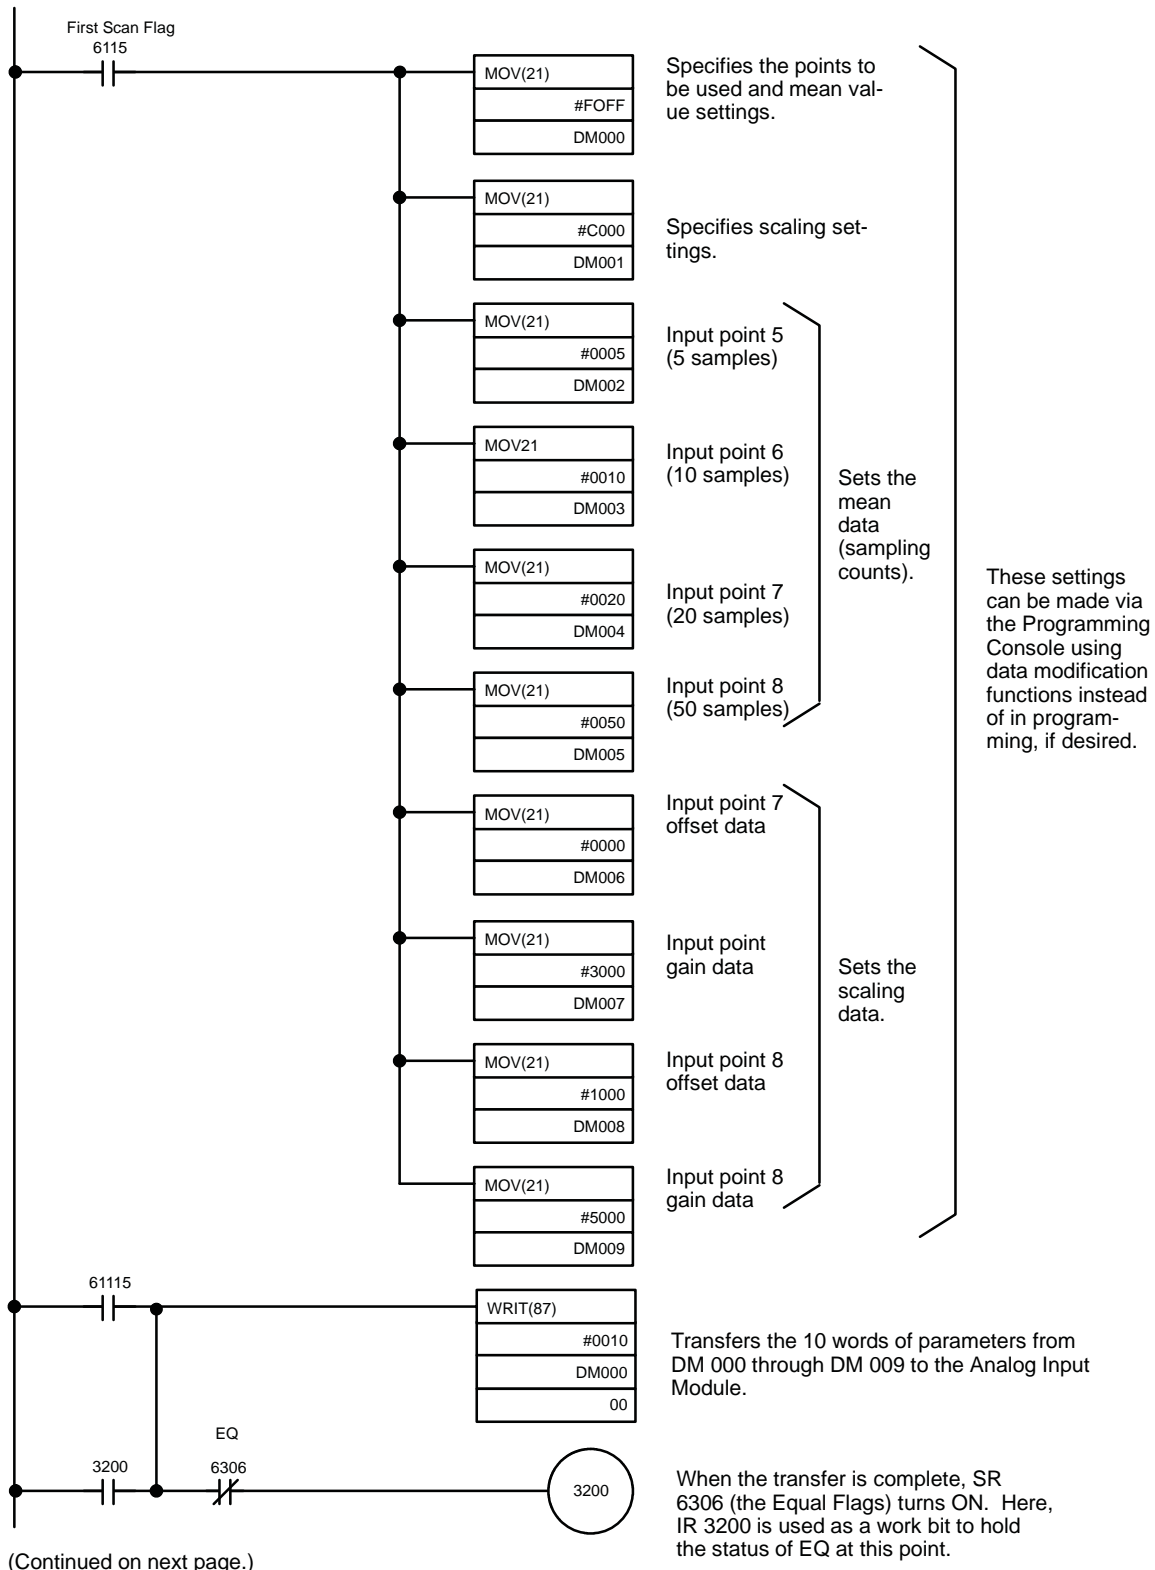 First Scan Flag
6115
MOV(21)
#FOFF
DM000
Specifies the points to
be used and mean val-
ue settings.
MOV(21)
#C000
DM001
Specifies scaling set-
tings.
MOV(21)
#0005
DM002
Input point 5
(5 samples)
MOV21
#0010
DM003
Input point 6
(10 samples)
Sets the
mean
data
(sampling
counts).
MOV(21)
#0020
DM004
Input point 7
(20 samples)
These settings
can be made via
the Programming
Console using
data modification
functions instead
of in program-
ming, if desired.
MOV(21)
#0050
DM005
Input point 8
(50 samples)
MOV(21)
#0000
DM006
Input point 7
offset data
MOV(21)
#3000
DM007
Input point
gain data
Sets the
scaling
data.
MOV(21)
#1000
DM008
Input point 8
offset data
MOV(21)
#5000
DM009
Input point 8
gain data
61115
WRIT(87)
#0010
DM000
00
Transfers the 10 words of parameters from
DM 000 through DM 009 to the Analog Input
Module.
EQ
3200
6306
3200
When the transfer is complete, SR
6306 (the Equal Flags) turns ON. Here,
IR 3200 is used as a work bit to hold
the status of EQ at this point.
(Continued on next page.)